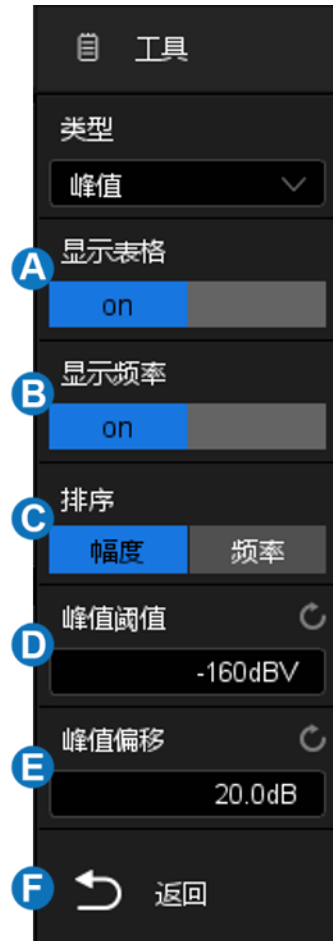 工具
类型
峰值
A 显示表格
on
B 显示频率
on
C 排序
幅度 频率
D 峰值阈值
-160dBV
E 峰值偏移
20.0dB
F 返回